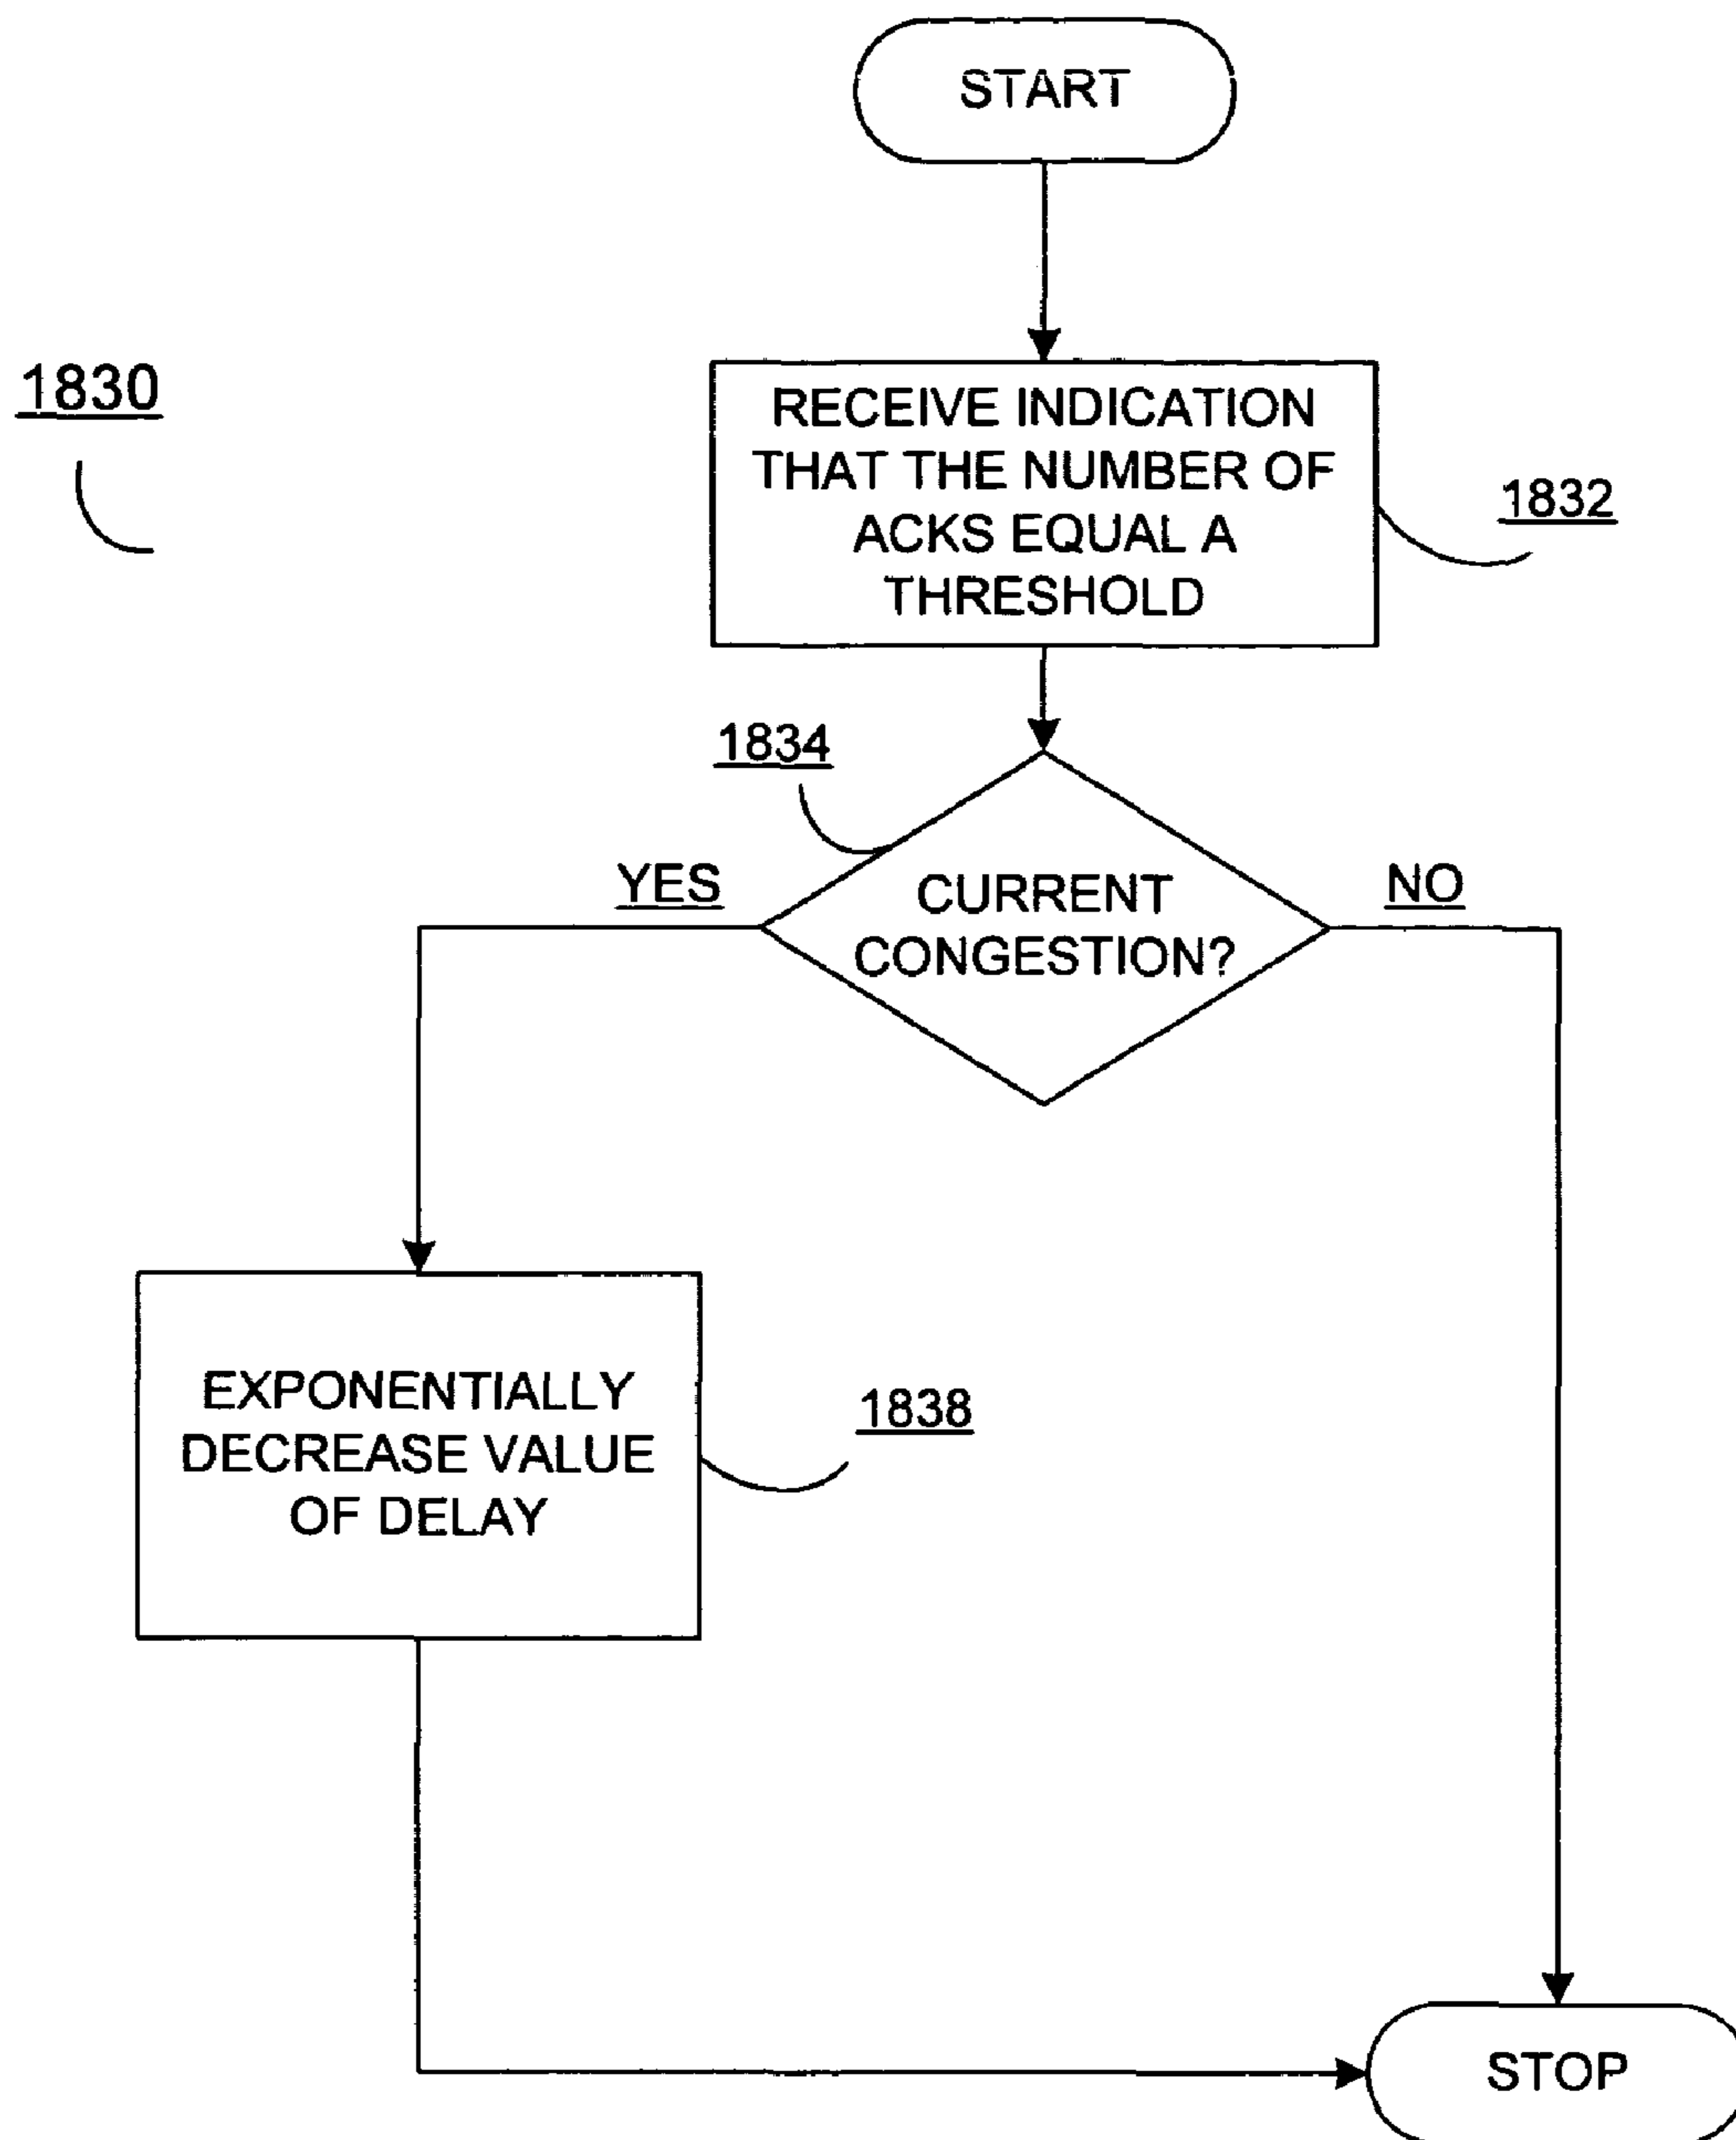 START
1830
RECEIVE INDICATION
THAT THE NUMBER OF
ACKS EQUAL A
THRESHOLD
1832
1834
YES
CURRENT
CONGESTION?
NO
EXPONENTIALLY
DECREASE VALUE
OF DELAY
1838
STOP